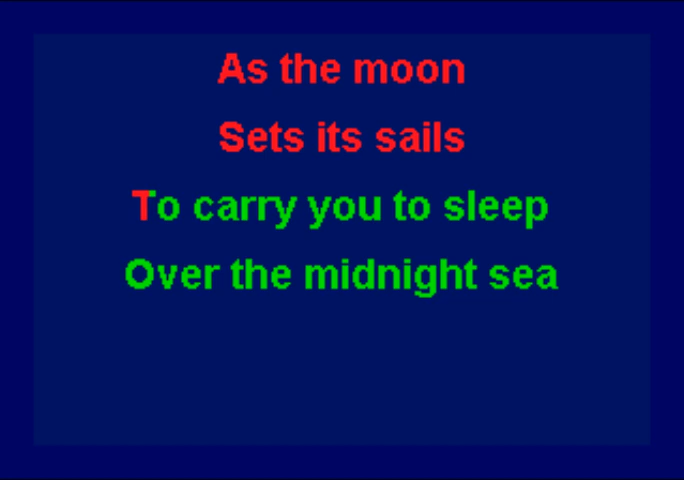 As the moon
Sets its sails
To carry you to sleep
Over the midnight sea